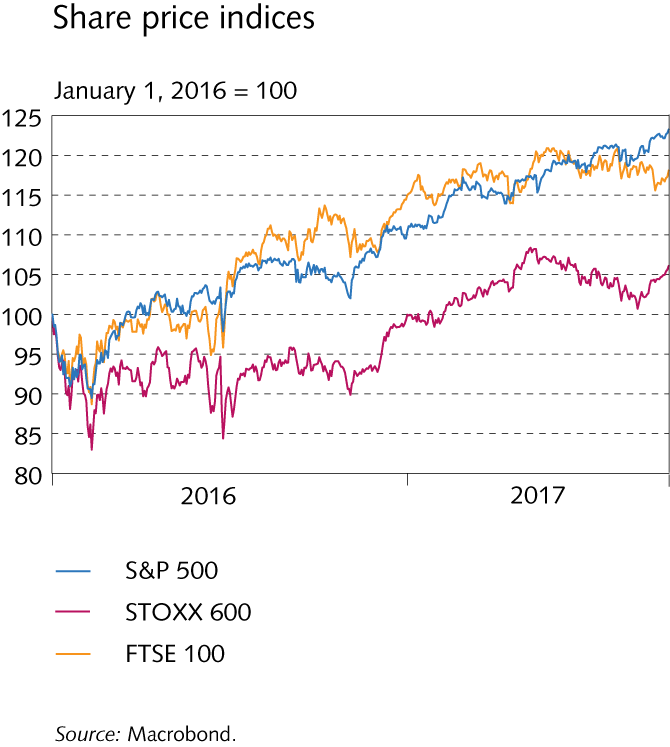 Share price indices
January 1, 2016 = 100
125
120
115
110
105
100
95
90
85
80
2016 2017
S&P 500
STOXX 600
FTSE 100
Source: Macrobond.